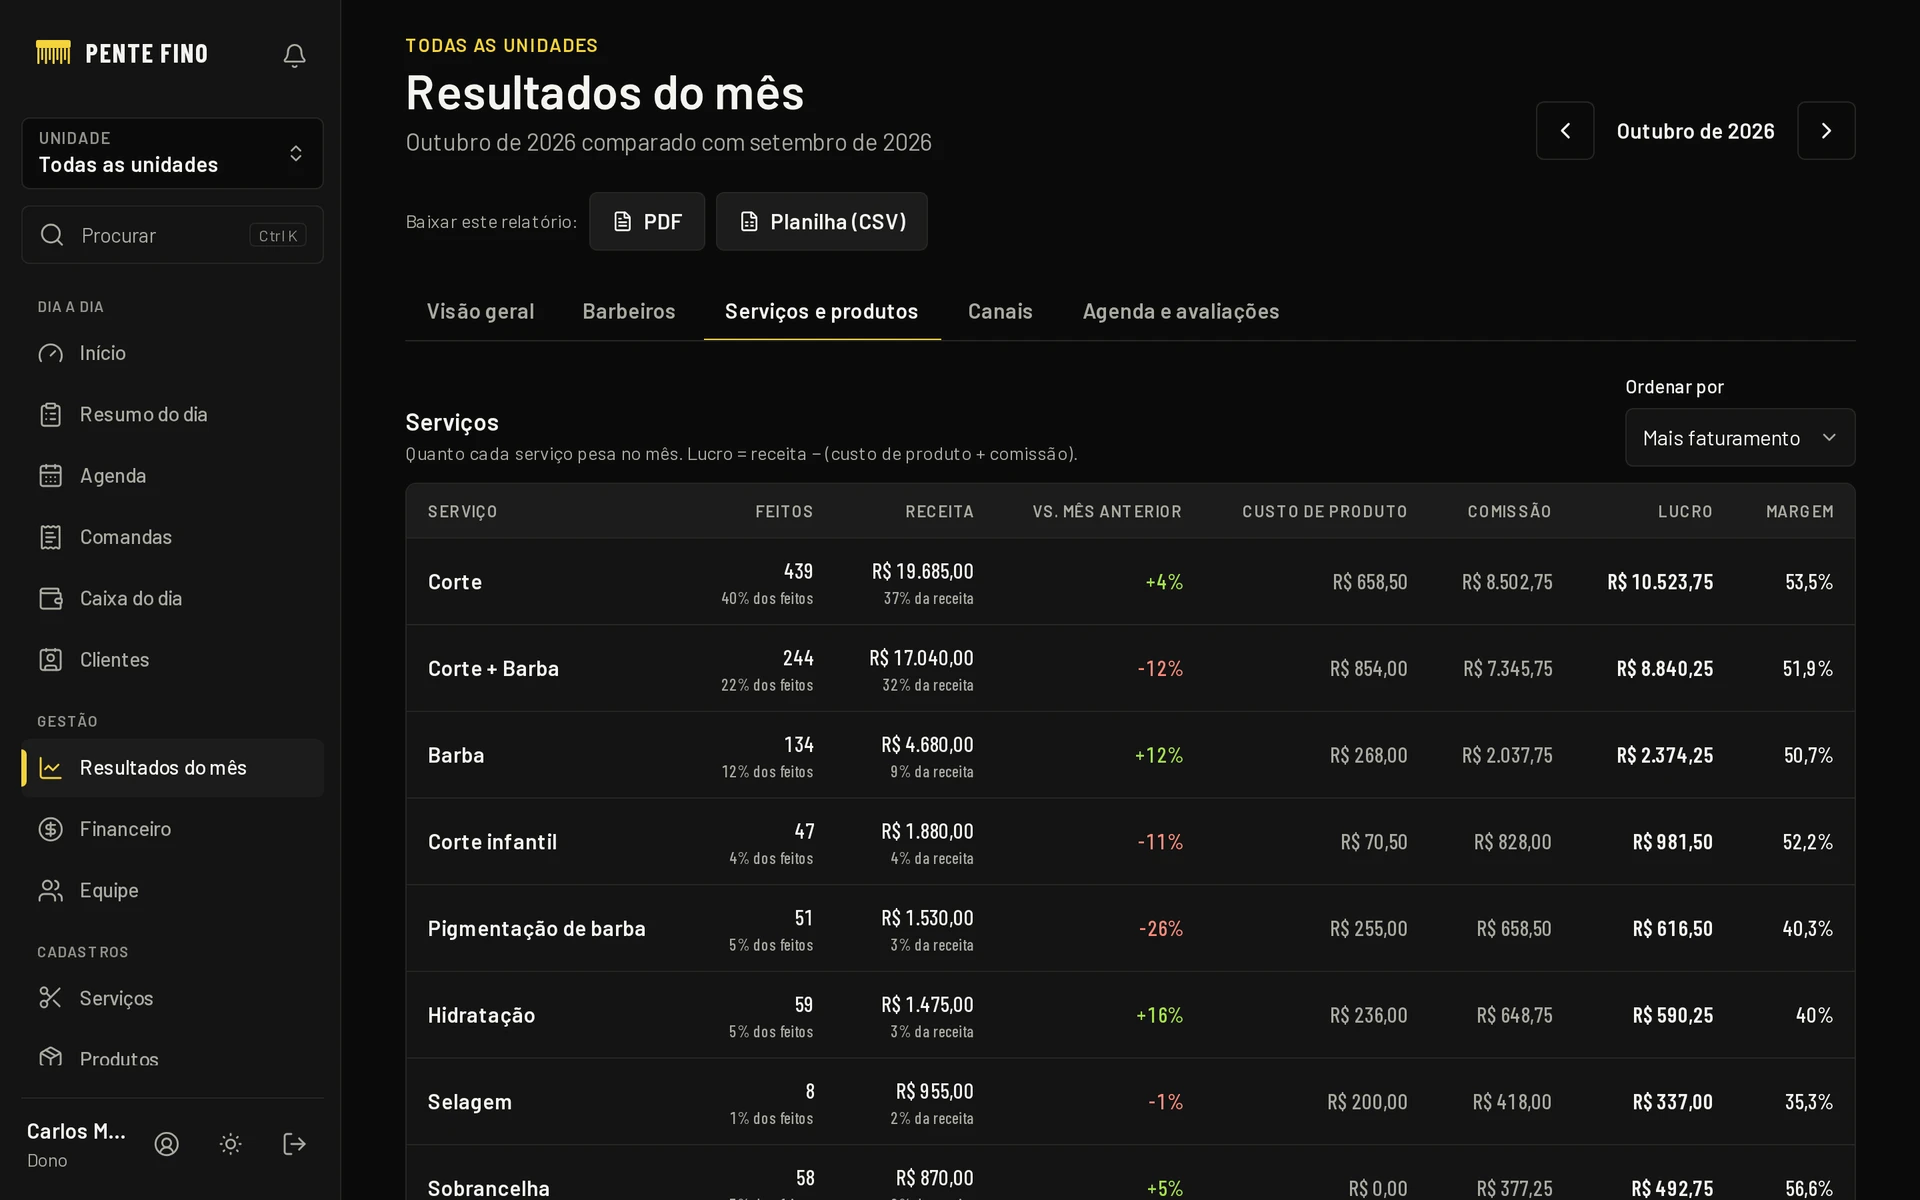 PENTE FINO
UNIDADE
Todas as unidades
Procurar
Ctrl K
DIA A DIA
Início
Resumo do dia
Agenda
Comandas
Caixa do dia
Clientes
GESTÃO
Resultados do mês
Financeiro
Equipe
CADASTROS
Serviços
Produtos
Carlos M...
Dono
TODAS AS UNIDADES
Resultados do mês
Outubro de 2026 comparado com setembro de 2026
Outubro de 2026
Baixar este relatório:
PDF
Planilha (CSV)
Visão geral
Barbeiros
Serviços e produtos
Canais
Agenda e avaliações
Serviços
Quanto cada serviço pesa no mês. Lucro = receita − (custo de produto + comissão).
Ordenar por
Mais faturamento
SERVIÇO FEITOS RECEITA VS. MÊS ANTERIOR CUSTO DE PRODUTO COMISSÃO LUCRO MARGEM
Corte 439 R$ 19.685,00 +4% R$ 658,50 R$ 8.502,75 R$ 10.523,75 53,5%
40% dos feitos 37% da receita
Corte + Barba 244 R$ 17.040,00 -12% R$ 854,00 R$ 7.345,75 R$ 8.840,25 51,9%
22% dos feitos 32% da receita
Barba 134 R$ 4.680,00 +12% R$ 268,00 R$ 2.037,75 R$ 2.374,25 50,7%
12% dos feitos 9% da receita
Corte infantil 47 R$ 1.880,00 -11% R$ 70,50 R$ 828,00 R$ 981,50 52,2%
4% dos feitos 4% da receita
Pigmentação de barba 51 R$ 1.530,00 -26% R$ 255,00 R$ 658,50 R$ 616,50 40,3%
5% dos feitos 3% da receita
Hidratação 59 R$ 1.475,00 +16% R$ 236,00 R$ 648,75 R$ 590,25 40%
5% dos feitos 3% da receita
Selagem 8 R$ 955,00 -1% R$ 200,00 R$ 418,00 R$ 337,00 35,3%
1% dos feitos 2% da receita
Sobrancelha 58 R$ 870,00 +5% R$ 0,00 R$ 377,25 R$ 492,75 56,6%